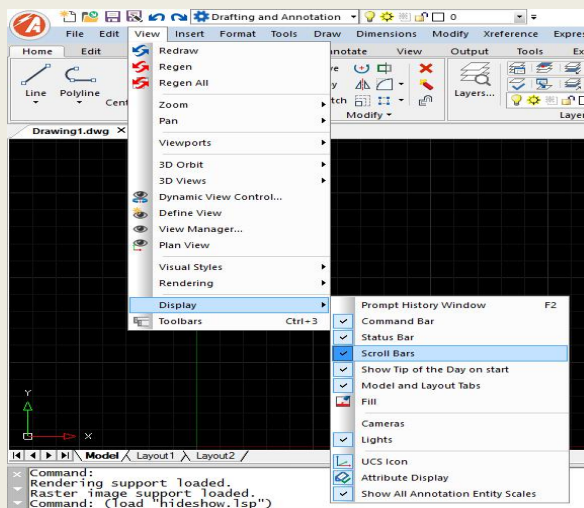 Drafting and Annotation 0
File Edit View Insert Format Tools Draw Dimensions Modify Xreference Expres
Home Edit notate View Output Tools Ex
Redraw
Regen
Regen All
Zoom
Pan
Viewports
3D Orbit
3D Views
Dynamic View Control...
Define View
View Manager...
Plan View
Visual Styles
Rendering
Display
Toolbars Ctrl+3
Line Polyline Cent
Modify
Layers...
Layer
Drawing1.dwg
Prompt History Window F2
Command Bar
Status Bar
Scroll Bars
Show Tip of the Day on start
Model and Layout Tabs
Fill
Cameras
Lights
UCS Icon
Attribute Display
Show All Annotation Entity Scales
Y
X
Model Layout1 Layout2
Command:
Rendering support loaded.
Raster image support loaded.
Command: (load "hideshow.lsp")